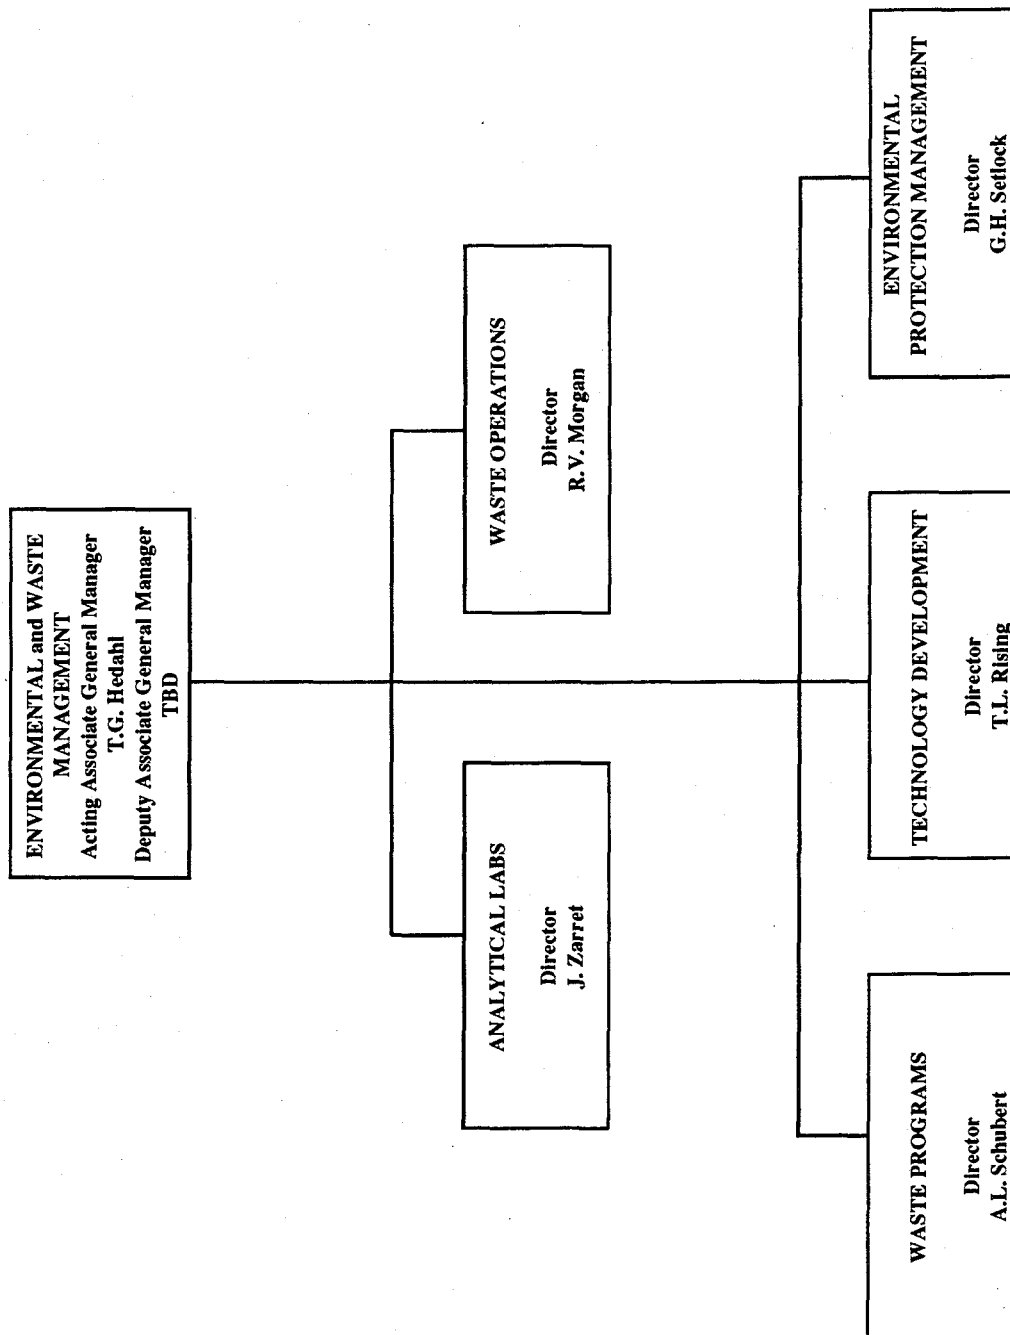 ENVIRONMENTAL and WASTE
MANAGEMENT
Acting Associate General Manager
T.G. Hedahl
Deputy Associate General Manager
TBD
ANALYTICAL LABS
Director
J. Zarret
WASTE OPERATIONS
Director
R.V. Morgan
WASTE PROGRAMS
Director
A.L. Schubert
TECHNOLOGY DEVELOPMENT
Director
T.L. Rising
ENVIRONMENTAL
PROTECTION MANAGEMENT
Director
G.H. Setlock